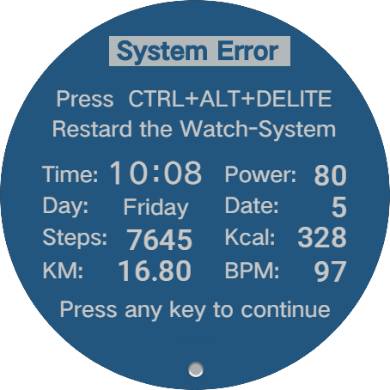 System Error
Press CTRL+ALT+DELITE
Restard the Watch-System
Time: 10:08 Power: 80
Day: Friday Date: 5
Steps: 7645 Kcal: 328
KM: 16.80 BPM: 97
Press any key to continue